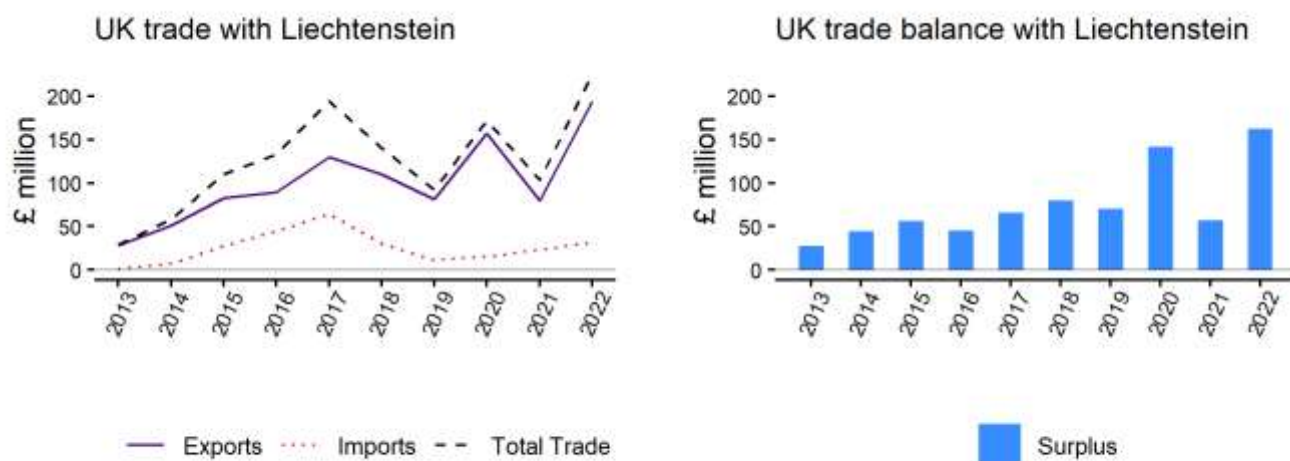 UK trade with Liechtenstein
£ million
200
150
100
50
0
2013 2014 2015 2016 2017 2018 2019 2020 2021 2022
Exports Imports Total Trade
UK trade balance with Liechtenstein
£ million
200
150
100
50
0
2013 2014 2015 2016 2017 2018 2019 2020 2021 2022
Surplus